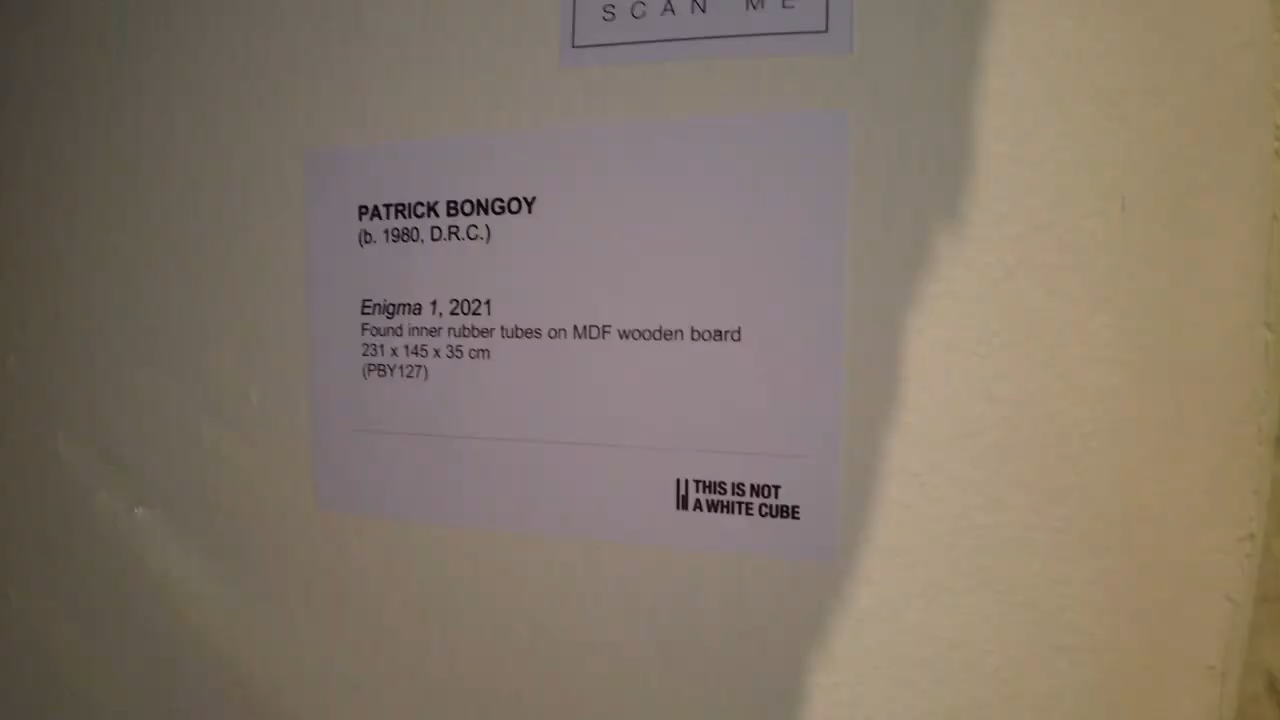 SCAN ME
PATRICK BONGOY
(b. 1980, D.R.C.)
Enigma 1, 2021
Found inner rubber tubes on MDF wooden board
231 x 145 x 35 cm
(PBY127)
THIS IS NOT
A WHITE CUBE